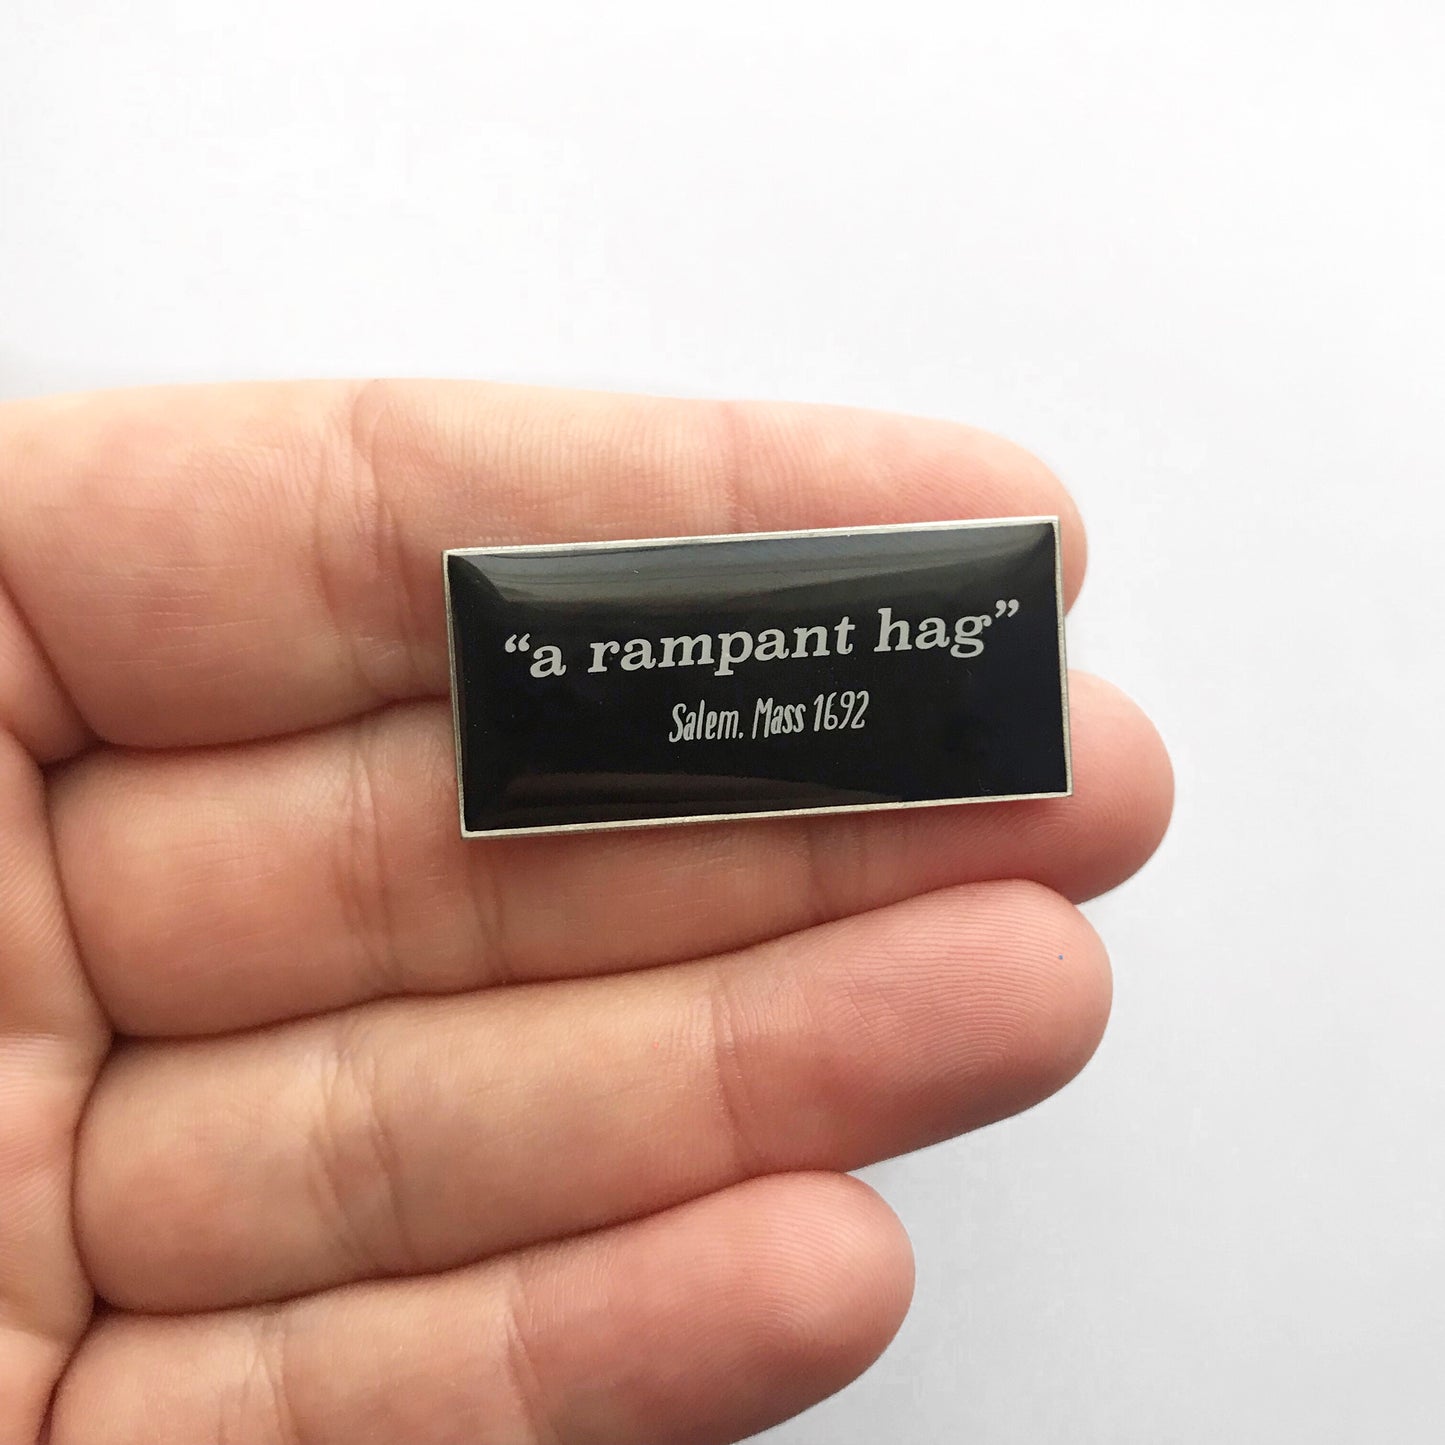 “a rampant hag”
Salem. Mass 1692